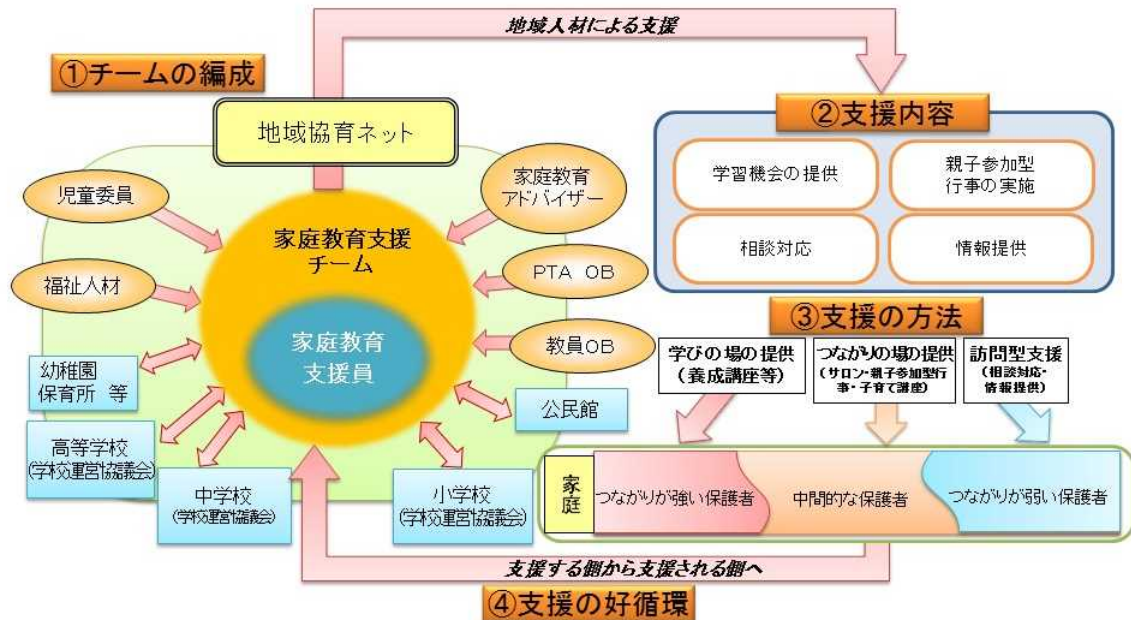 地域人材による支援
①チームの編成
地域協育ネット
児童委員
家庭教育
アドバイザー
家庭教育支援
チーム
福祉人材
PTA OB
家庭教育
支援員
教員OB
幼稚園
保育所 等
公民館
高等学校
(学校運営協議会)
中学校
(学校運営協議会)
小学校
(学校運営協議会)
②支援内容
学習機会の提供
親子参加型
行事の実施
相談対応
情報提供
③支援の方法
学びの場の提供
(養成講座等)
つながりの場の提供
(サロン・親子参加型行
事・子育て講座)
訪問型支援
(相談対応・
情報提供)
家庭
つながりが強い保護者
中間的な保護者
つながりが弱い保護者
支援する側から支援される側へ
④支援の好循環